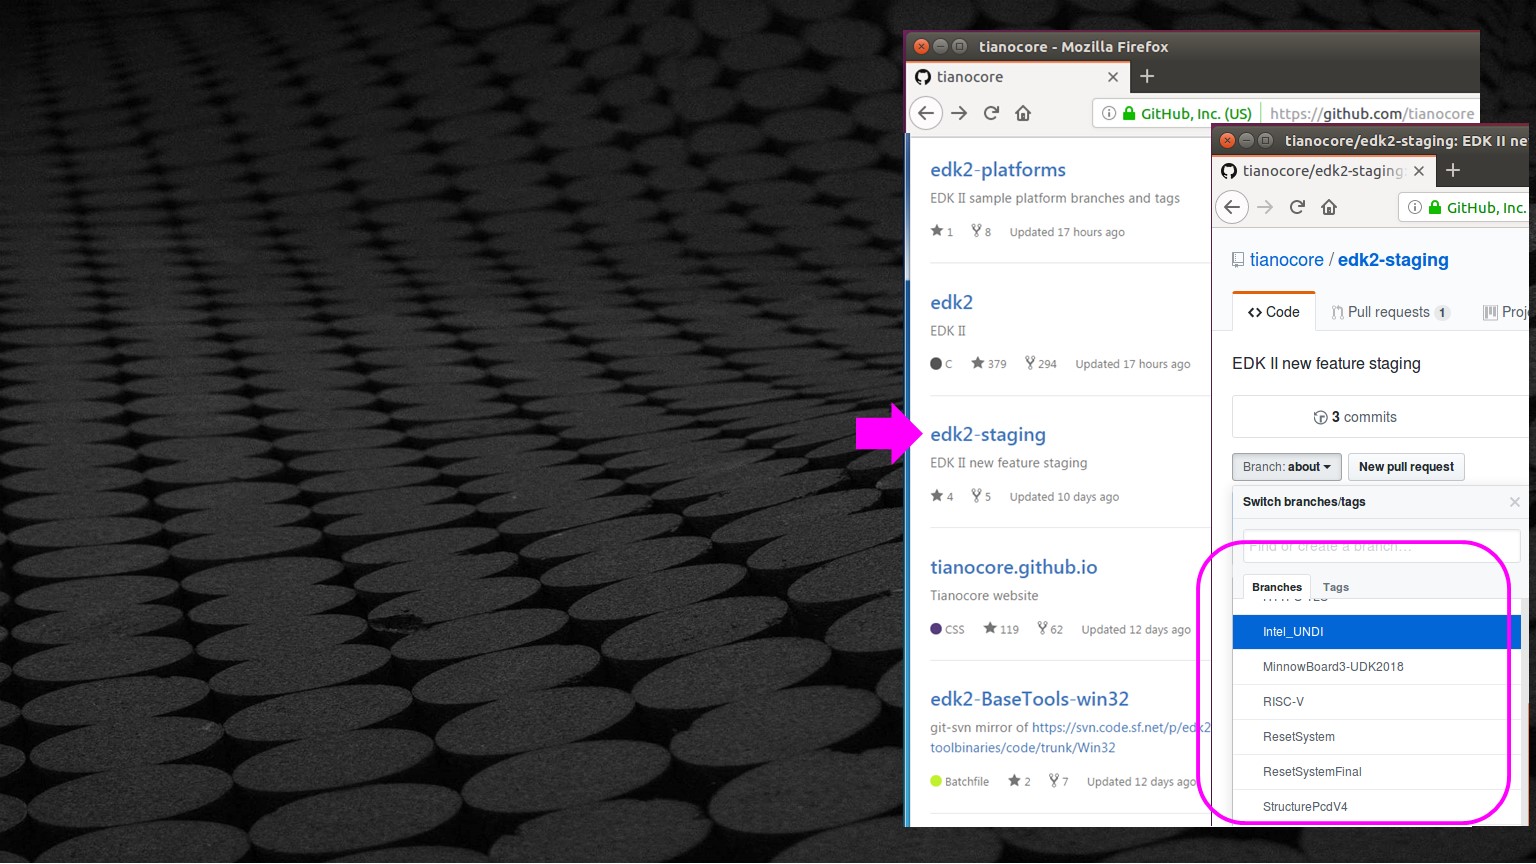 tianocore - Mozilla Firefox
tianocore
GitHub, Inc. (US) https://github.com/tianocore
edk2-platforms
EDK II sample platform branches and tags
1 8 Updated 17 hours ago
edk2
EDK II
C 379 294 Updated 17 hours ago
edk2-staging
EDK II new feature staging
4 5 Updated 10 days ago
tianocore.github.io
Tianocore website
CSS 119 62 Updated 12 days ago
edk2-BaseTools-win32
git-svn mirror of https://svn.code.sf.net/p/edk2
toolbinaries/code/trunk/Win32
Batchfile 2 7 Updated 12 days ago
tianocore/edk2-staging: EDK II ne
tianocore/edk2-staging:
GitHub, Inc.
tianocore / edk2-staging
Code Pull requests 1 Proj
EDK II new feature staging
3 commits
Branch: about New pull request
Switch branches/tags
Find or create a branch...
Branches Tags
Intel_UNDI
MinnowBoard3-UDK2018
RISC-V
ResetSystem
ResetSystemFinal
StructurePcdV4